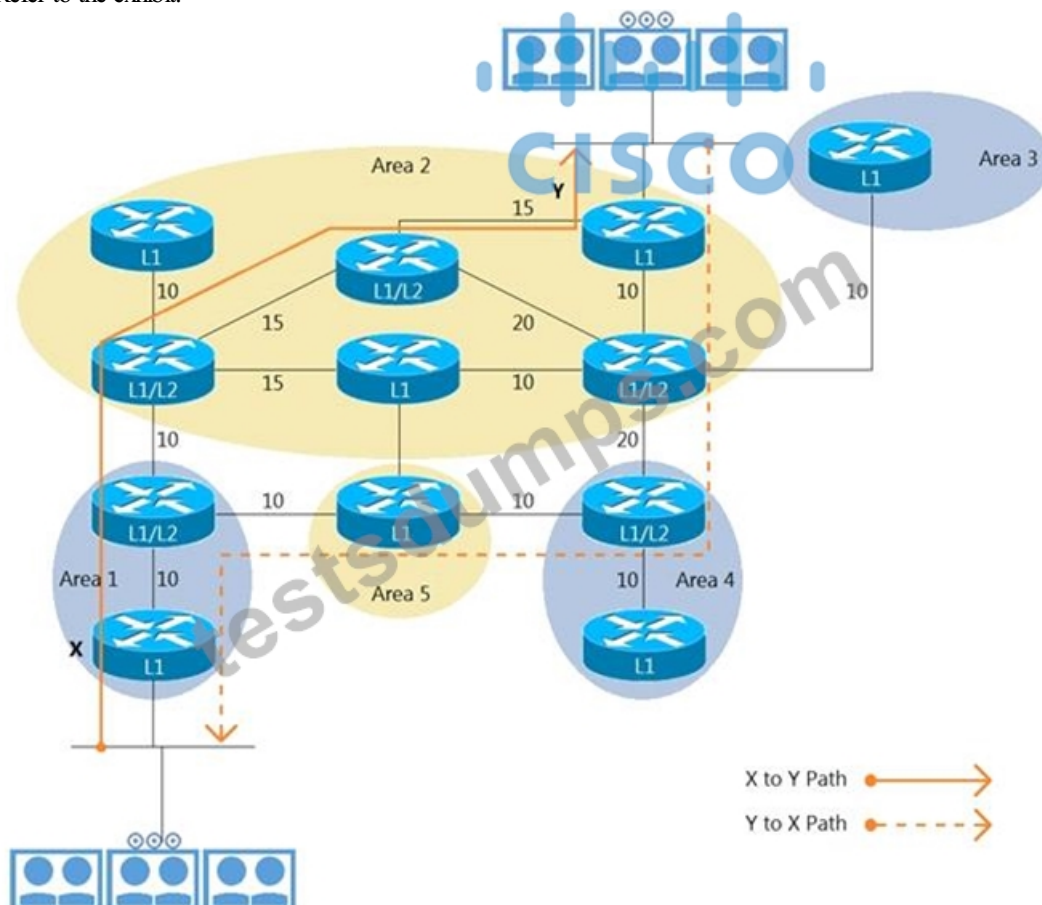 Refer to the exhibit.
CISCO
Area 2
Area 3
L1
Y
15
L1
L1
L1/L2
10
10
10
15
20
L1/L2
15
L1
10
L1/L2
10
20
L1/L2
10
L1
10
L1/L2
Area 1
10
Area 5
10
Area 4
X
L1
L1
testsdumps.com
X to Y Path
Y to X Path